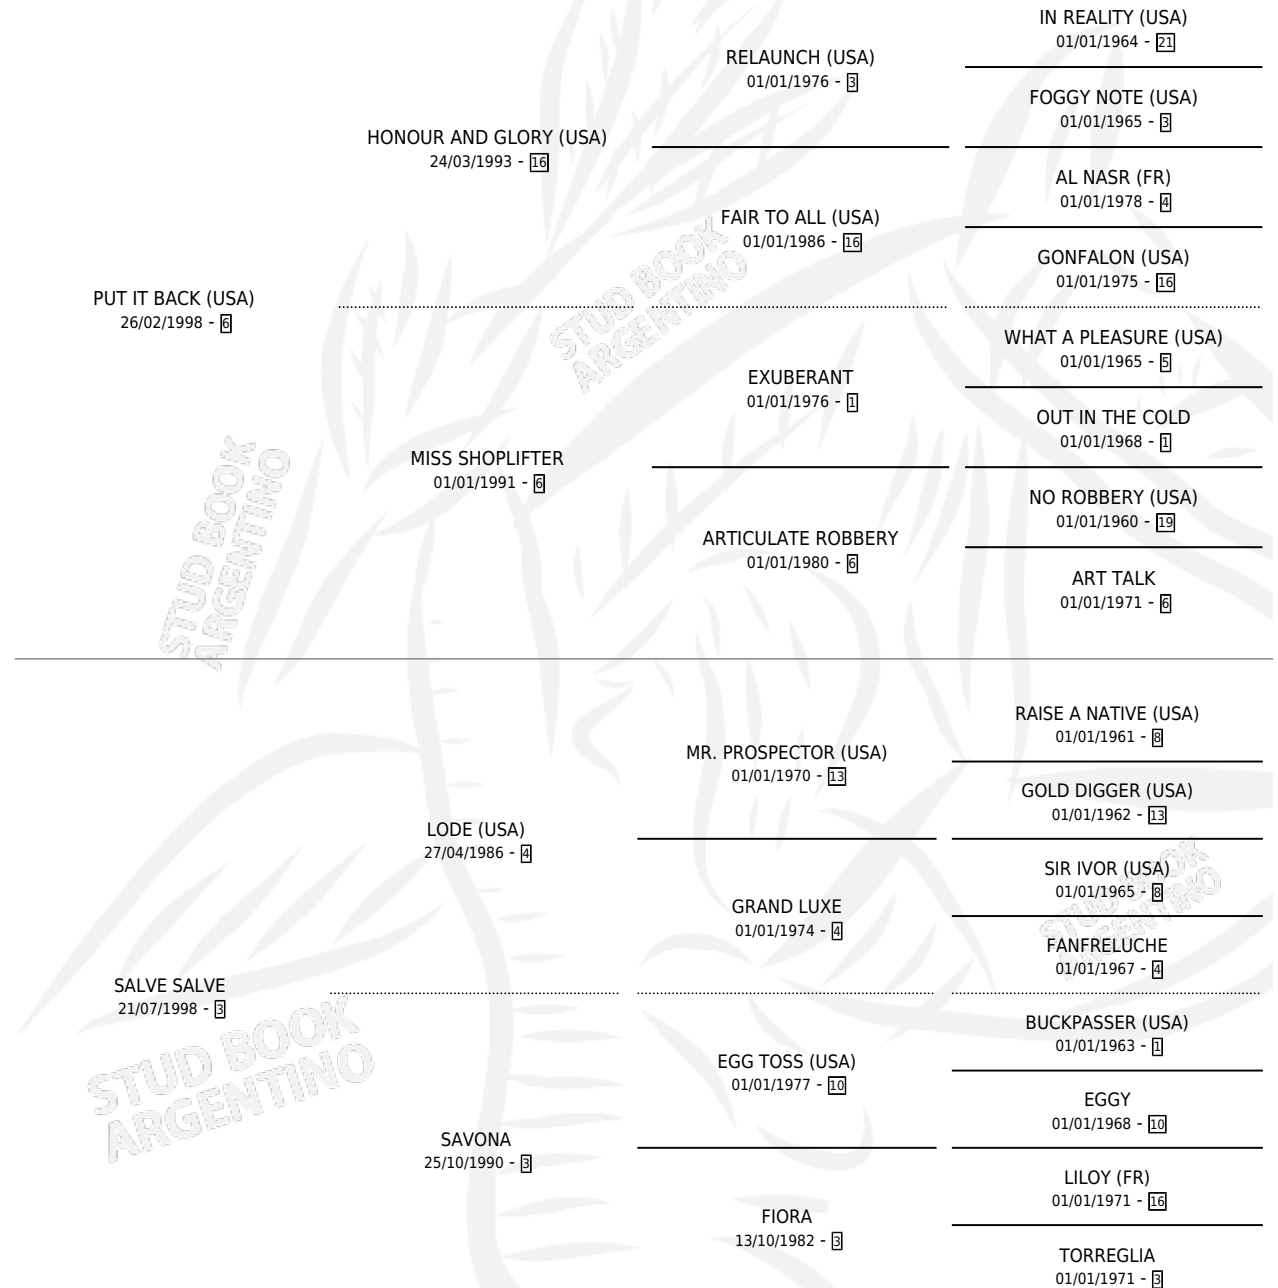 IN REALITY (USA)
01/01/1964 - 21
RELAUNCH (USA)
01/01/1976 - 3
FOGGY NOTE (USA)
01/01/1965 - 3
HONOUR AND GLORY (USA)
24/03/1993 - 16
AL NASR (FR)
01/01/1978 - 4
FAIR TO ALL (USA)
01/01/1986 - 16
GONFALON (USA)
01/01/1975 - 16
PUT IT BACK (USA)
26/02/1998 - 6
STUD BOOK
ARGENTINO
WHAT A PLEASURE (USA)
01/01/1965 - 5
EXUBERANT
01/01/1976 - 1
OUT IN THE COLD
01/01/1968 - 1
MISS SHOPLIFTER
01/01/1991 - 6
NO ROBBERY (USA)
01/01/1960 - 19
ARTICULATE ROBBERY
01/01/1980 - 6
ART TALK
01/01/1971 - 6
STUD BOOK
ARGENTINO
RAISE A NATIVE (USA)
01/01/1961 - 8
MR. PROSPECTOR (USA)
01/01/1970 - 13
GOLD DIGGER (USA)
01/01/1962 - 13
LODE (USA)
27/04/1986 - 4
SIR IVOR (USA)
01/01/1965 - 8
GRAND LUXE
01/01/1974 - 4
STUD BOOK
ARGENTINO
FANFRELUCHE
01/01/1967 - 4
SALVE SALVE
21/07/1998 - 3
BUCKPASSER (USA)
01/01/1963 - 1
EGG TOSS (USA)
01/01/1977 - 10
STUD BOOK
ARGENTINO
EGGY
01/01/1968 - 10
SAVONA
25/10/1990 - 3
LILOY (FR)
01/01/1971 - 16
FIORA
13/10/1982 - 3
TORREGLIA
01/01/1971 - 3